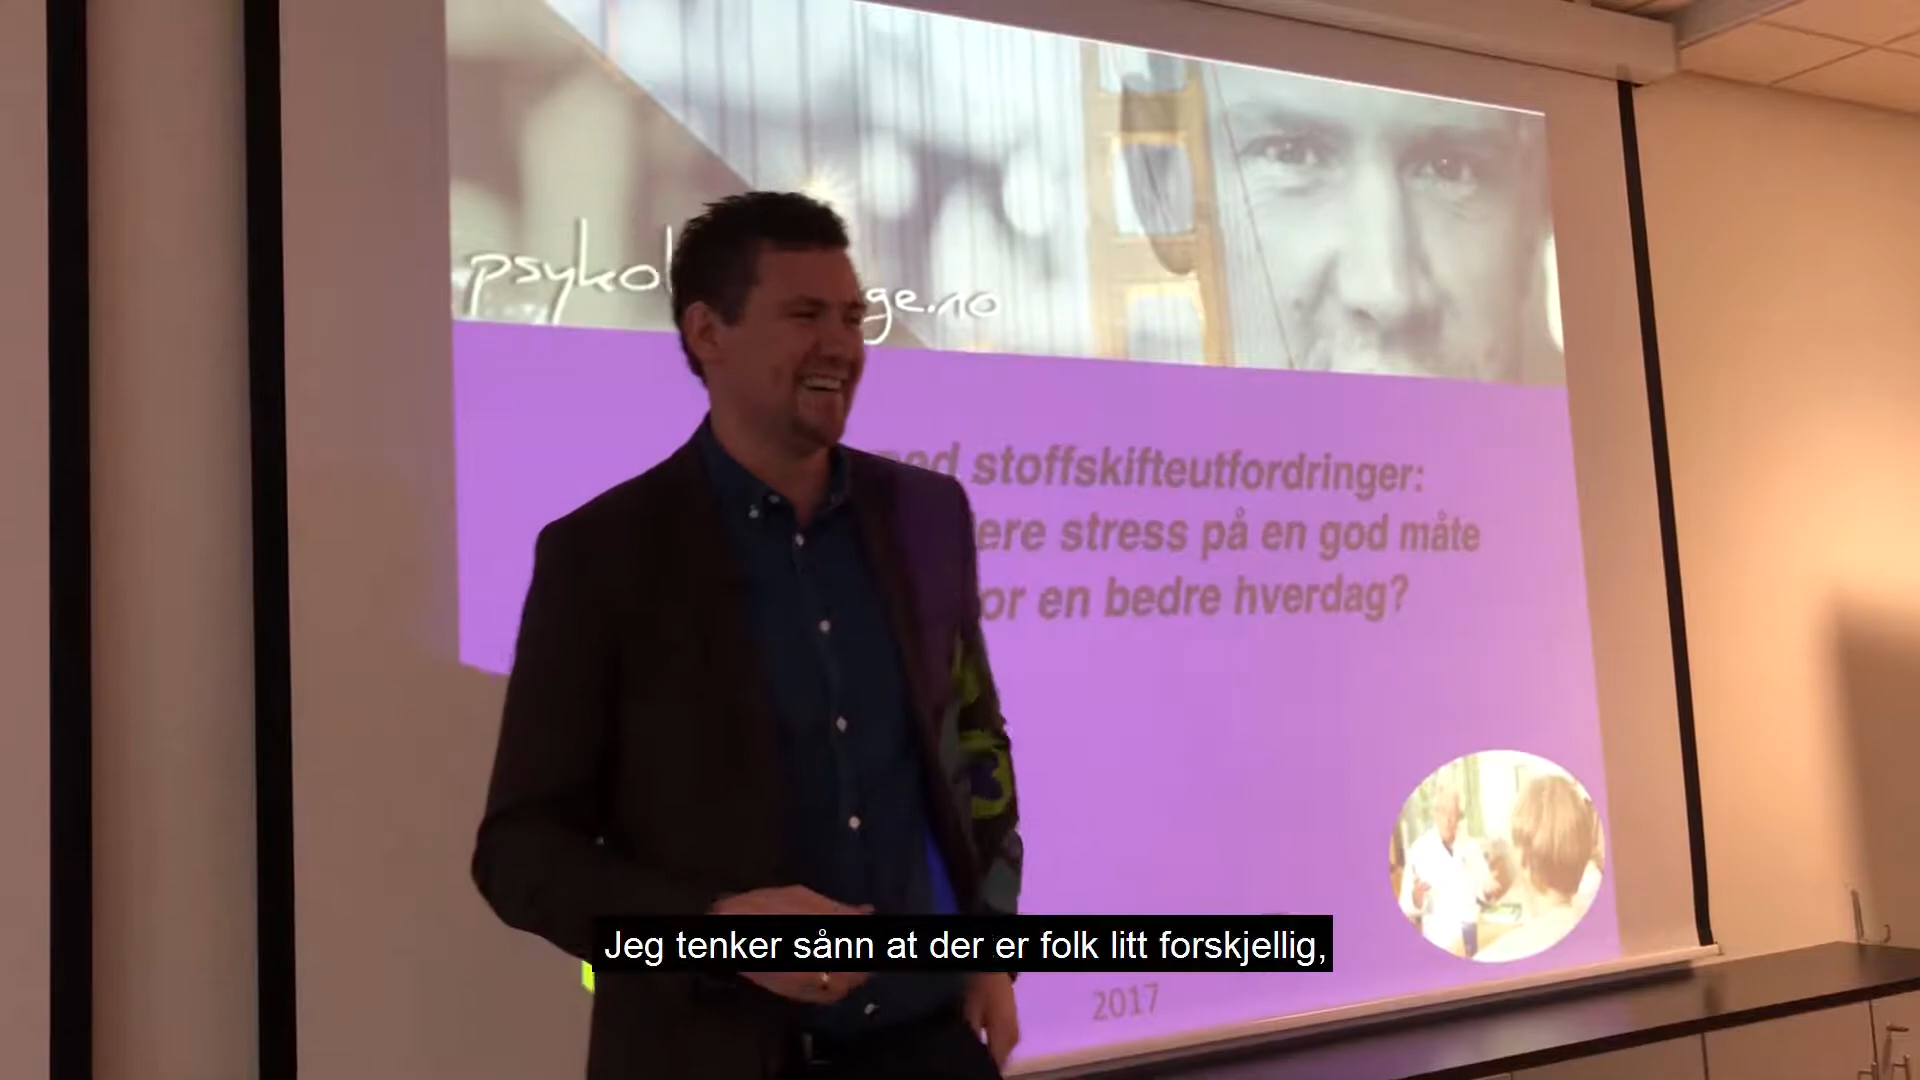 psykol ge.no
med stoffskifteutfordringer:
ere stress på en god måte
or en bedre hverdag?
Jeg tenker sånn at der er folk litt forskjellig,
2017